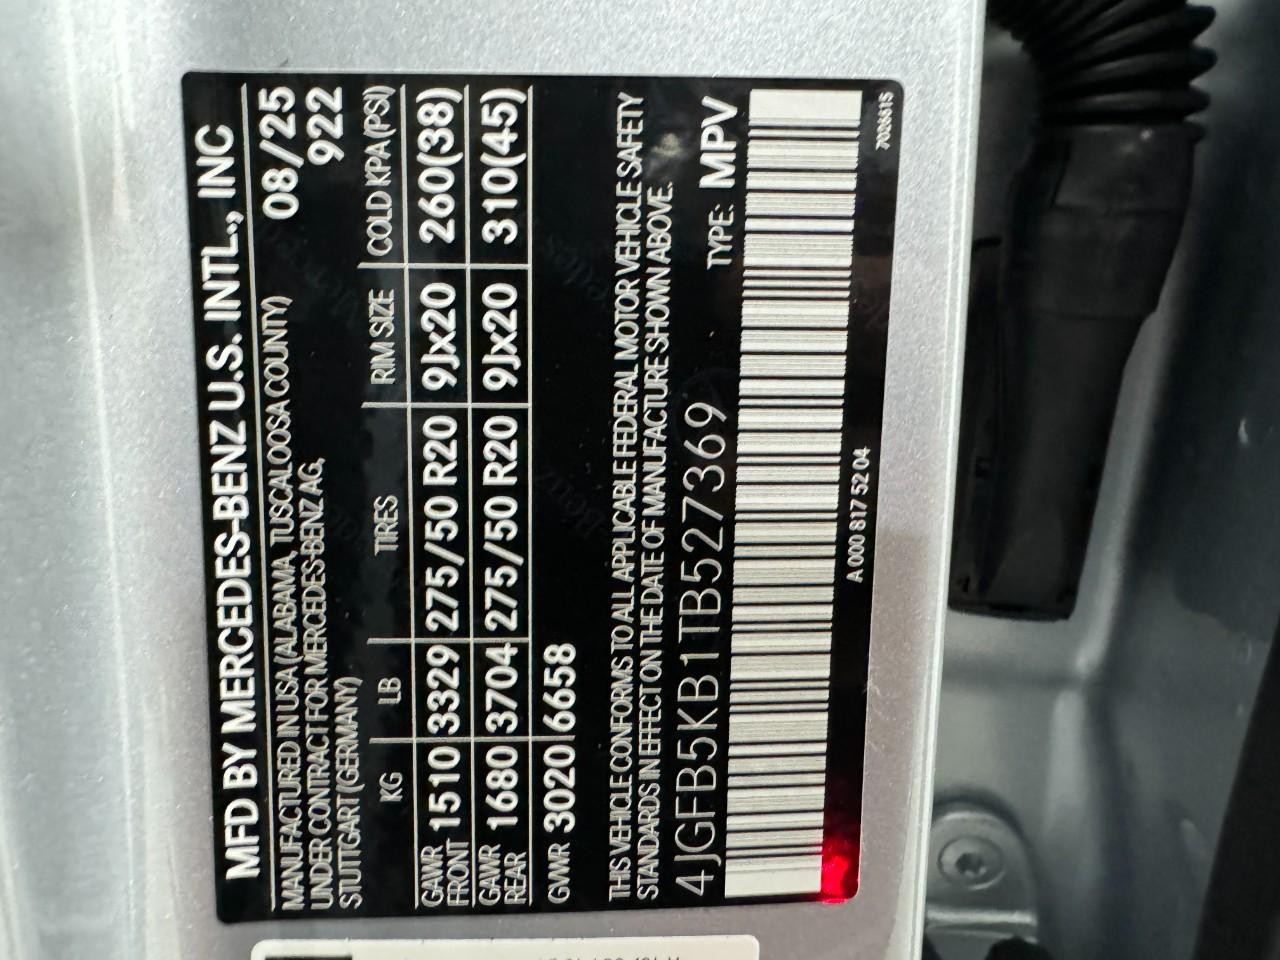 MFD BY MERCEDES-BENZ U.S. INTL., INC
MANUFACTURED IN USA (ALABAMA, TUSCALOOSA COUNTY) 08/25
UNDER CONTRACT FOR MERCEDES-BENZ AG, 922
STUTTGART (GERMANY)
KG LB TIRES RIM SIZE COLD KPA (PSI)
GAWR FRONT 1510 3329 275/50 R20 9Jx20 260(38)
GAWR REAR 1680 3704 275/50 R20 9Jx20 310(45)
GVWR 3020 6658
THIS VEHICLE CONFORMS TO ALL APPLICABLE FEDERAL MOTOR VEHICLE SAFETY
STANDARDS IN EFFECT ON THE DATE OF MANUFACTURE SHOWN ABOVE.
4JGFB5KB1TB527369 TYPE: MPV
A 000 817 52 04
7026615